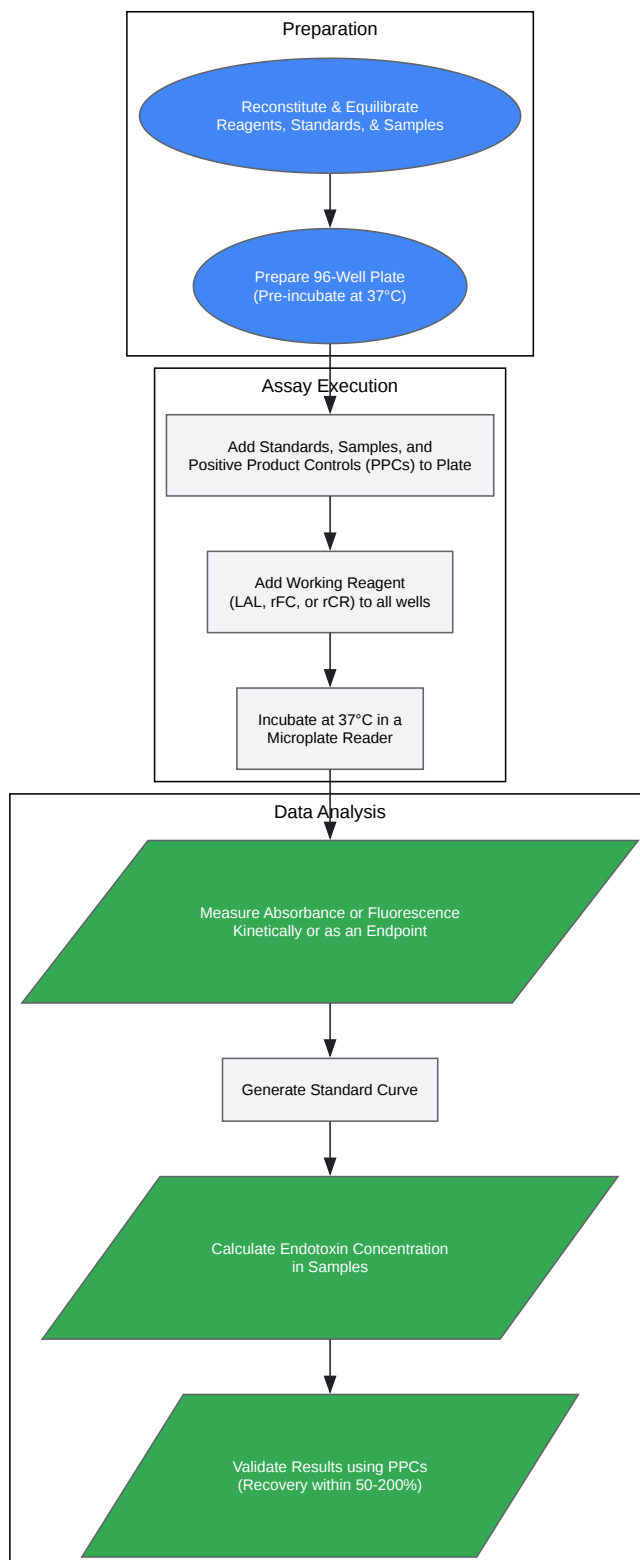 Preparation
Reconstitute & Equilibrate
Reagents, Standards, & Samples
Prepare 96-Well Plate
(Pre-incubate at 37°C)
Assay Execution
Add Standards, Samples, and
Positive Product Controls (PPCs) to Plate
Add Working Reagent
(LAL, rFC, or rCR) to all wells
Incubate at 37°C in a
Microplate Reader
Data Analysis
Measure Absorbance or Fluorescence
Kinetically or as an Endpoint
Generate Standard Curve
Calculate Endotoxin Concentration
in Samples
Validate Results using PPCs
(Recovery within 50-200%)